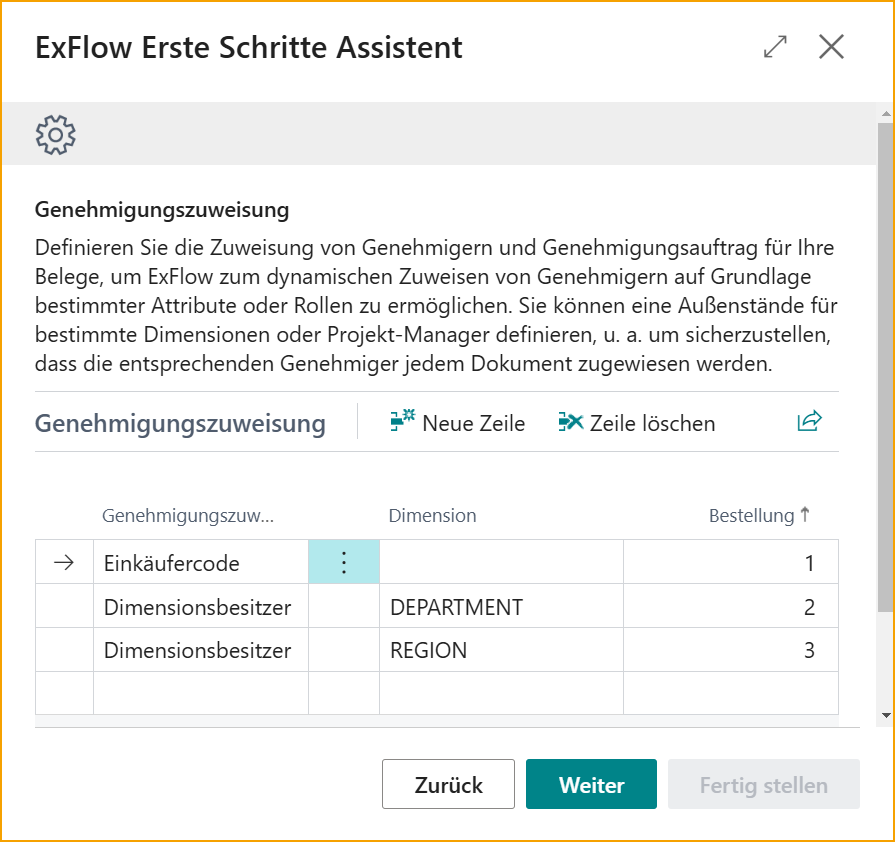 ExFlow Erste Schritte Assistent
Genehmigungszuweisung
Definieren Sie die Zuweisung von Genehmigern und Genehmigungsauftrag für Ihre
Belege, um ExFlow zum dynamischen Zuweisen von Genehmigern auf Grundlage
bestimmter Attribute oder Rollen zu ermöglichen. Sie können eine Außenstände für
bestimmte Dimensionen oder Projekt-Manager definieren, u. a. um sicherzustellen,
dass die entsprechenden Genehmiger jedem Dokument zugewiesen werden.
Genehmigungszuweisung Neue Zeile Zeile löschen
Genehmigungszuw... Dimension Bestellung ↑
→ Einkäufercode ⋮ 1
Dimensionsbesitzer DEPARTMENT 2
Dimensionsbesitzer REGION 3
Zurück Weiter Fertig stellen